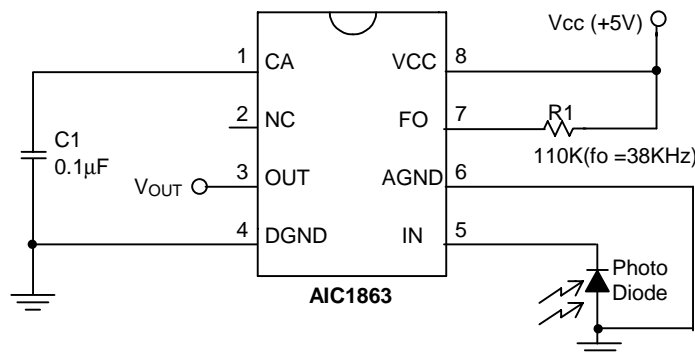 Vcc (+5V)
1
CA
VCC
8
2
NC
FO
7
R1
110K(fo =38KHz)
C1
0.1µF
VOUT
3
OUT
AGND
6
4
DGND
IN
5
Photo
Diode
AIC1863